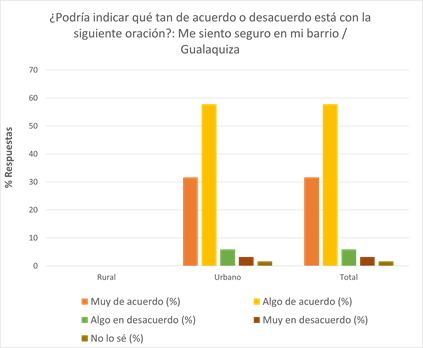 ¿Podría indicar qué tan de acuerdo o desacuerdo está con la
siguiente oración?: Me siento seguro en mi barrio /
Gualaquiza
% Respuestas
70
60
50
40
30
20
10
0
Rural Urbano Total
Muy de acuerdo (%) Algo de acuerdo (%)
Algo en desacuerdo (%) Muy en desacuerdo (%)
No lo sé (%)